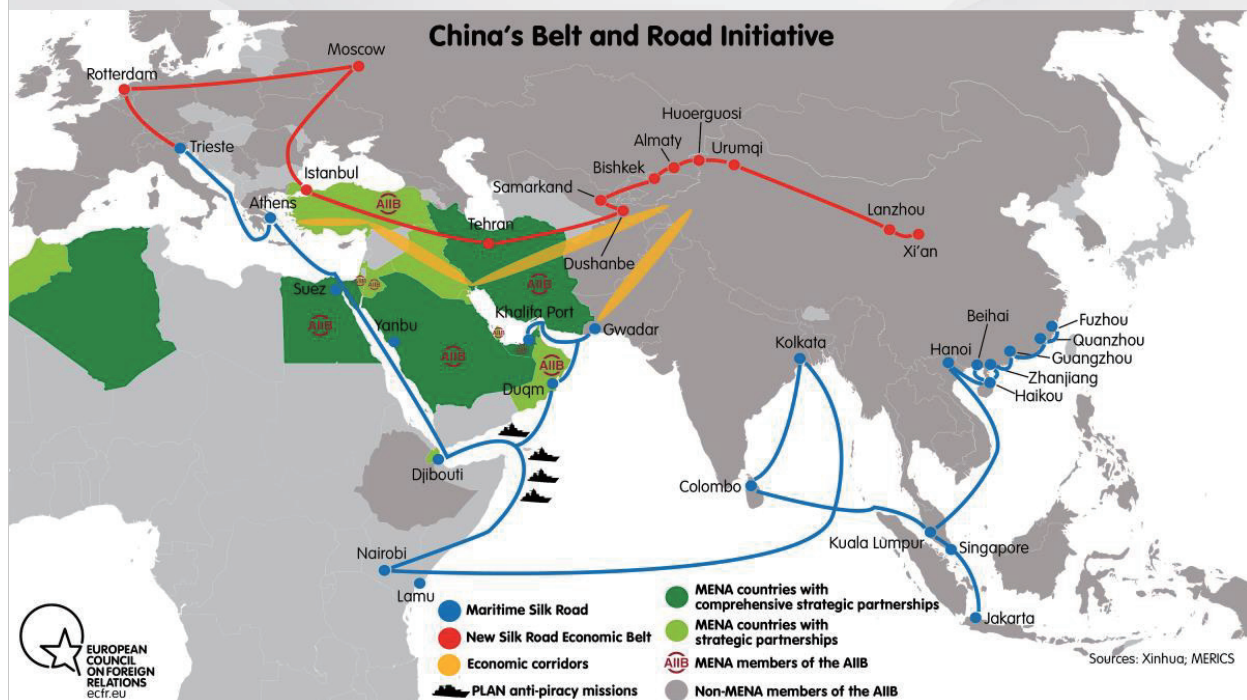 China's Belt and Road Initiative
Moscow
Rotterdam
Trieste
Istanbul
Athens
Huoerguosi
Almaty
Urumqi
Bishkek
Samarkand
Lanzhou
Xi'an
Tehran
Dushanbe
AIIB
AIIB
AIIB
AIIB
AIIB
AIIB
Suez
Yanbu
Khalifa Port
Gwadar
Duqm
Djibouti
Nairobi
Lamu
Kolkata
Colombo
Beihai
Hanoi
Fuzhou
Quanzhou
Guangzhou
Zhanjiang
Haikou
Kuala Lumpur
Singapore
Jakarta
Maritime Silk Road
New Silk Road Economic Belt
Economic corridors
PLAN anti-piracy missions
MENA countries with
comprehensive strategic partnerships
MENA countries with
strategic partnerships
AIIB
MENA members of the AIIB
Non-MENA members of the AIIB
EUROPEAN
COUNCIL
ON FOREIGN
RELATIONS
ecfr.eu
Sources: Xinhua; MERICS